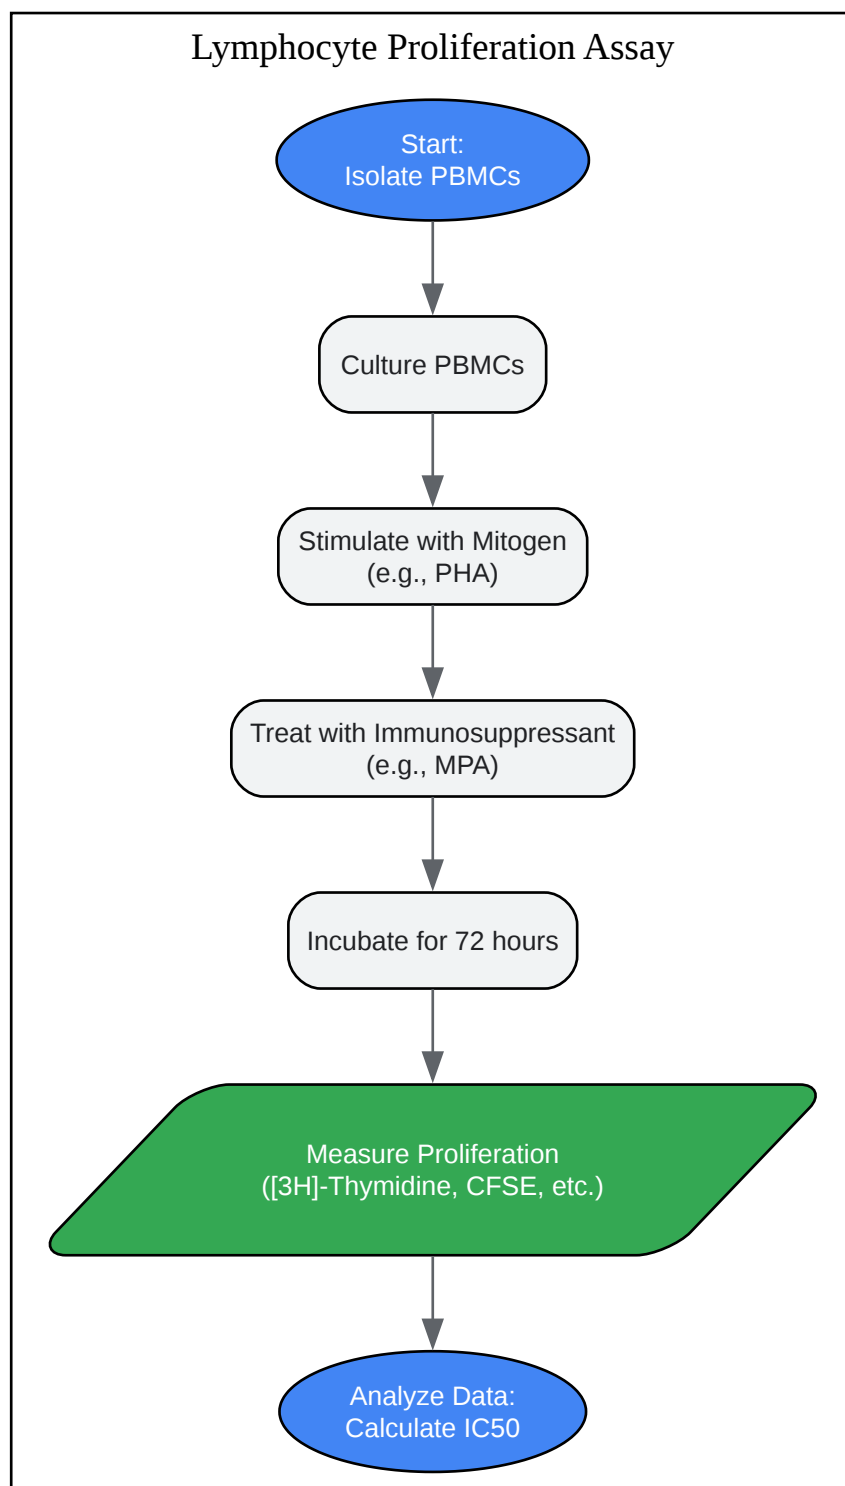 Lymphocyte Proliferation Assay
Start:
Isolate PBMCs
Culture PBMCs
Stimulate with Mitogen
(e.g., PHA)
Treat with Immunosuppressant
(e.g., MPA)
Incubate for 72 hours
Measure Proliferation
([3H]-Thymidine, CFSE, etc.)
Analyze Data:
Calculate IC50